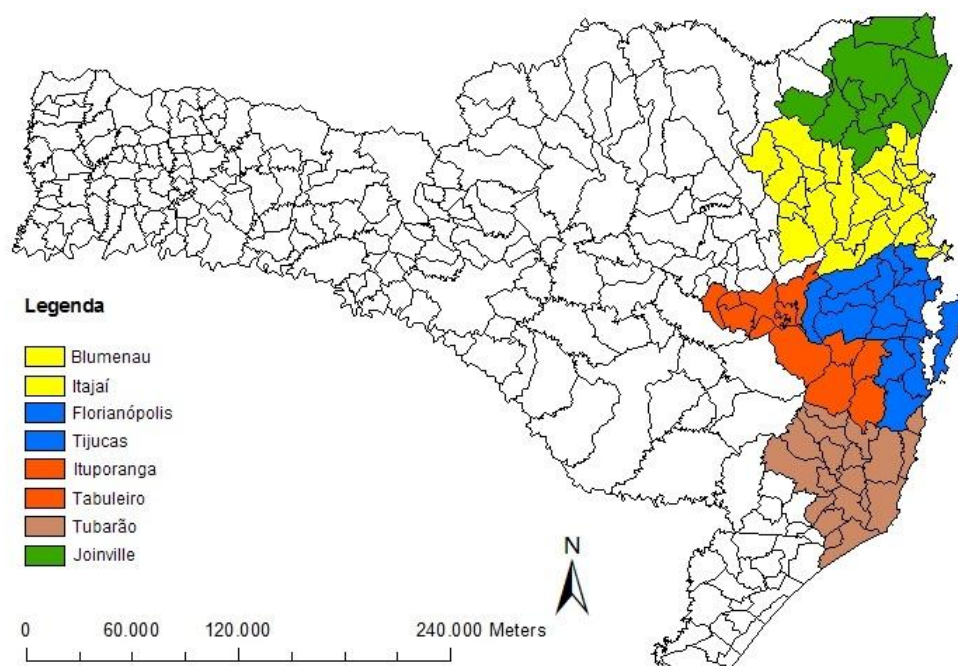 Legenda
Blumenau
Itajaí
Florianópolis
Tijucas
Ituporanga
Tabuleiro
Tubarão
Joinville
N
0 60.000 120.000 240.000 Meters